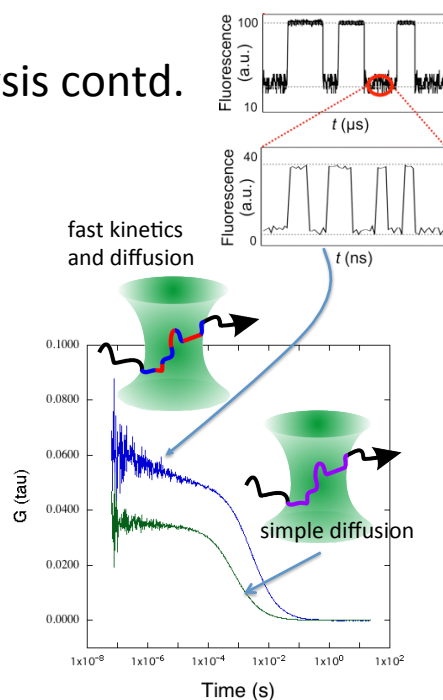 sis contd.
Fluorescence
(a.u.)
100
10
t (μs)
Fluorescence
(a.u.)
40
0
t (ns)
fast kinetics
and diffusion
simple diffusion
G (tau)
0.1000
0.0800
0.0600
0.0400
0.0200
0.0000
1x10⁻⁸ 1x10⁻⁶ 1x10⁻⁴ 1x10⁻² 1x10⁰ 1x10²
Time (s)